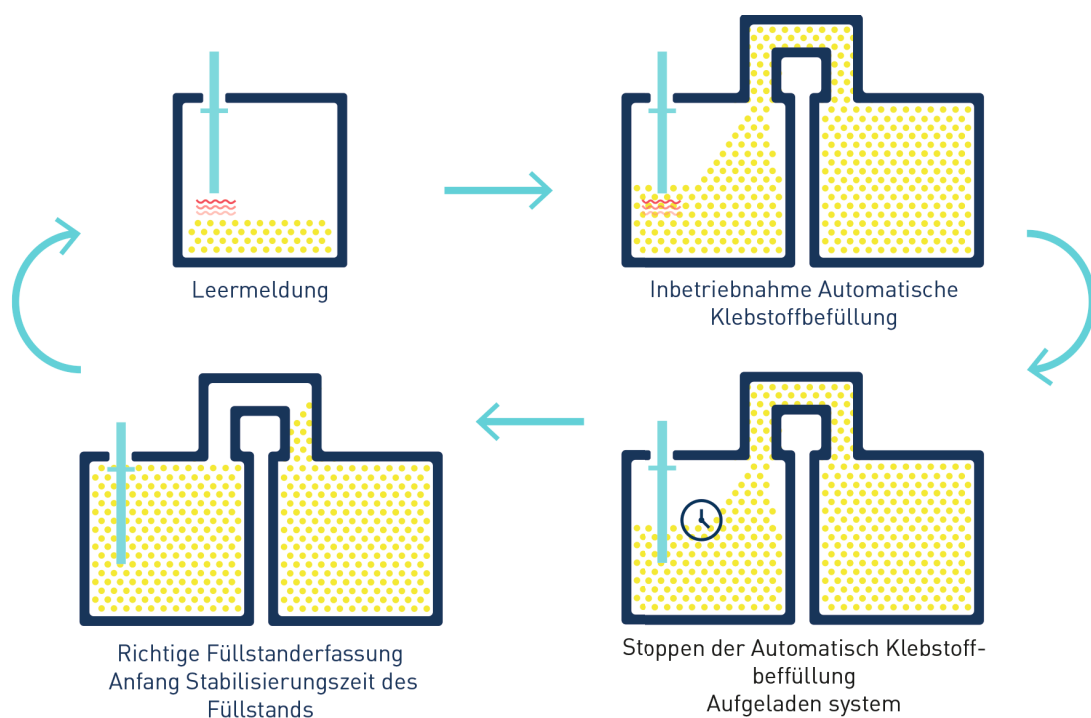 Leermeldung
Inbetriebnahme Automatische
Klebstoffbefüllung
Stoppen der Automatisch Klebstoff-
beffüllung
Aufgeladen system
Richtige Füllstanderfassung
Anfang Stabilisierungszeit des
Füllstands